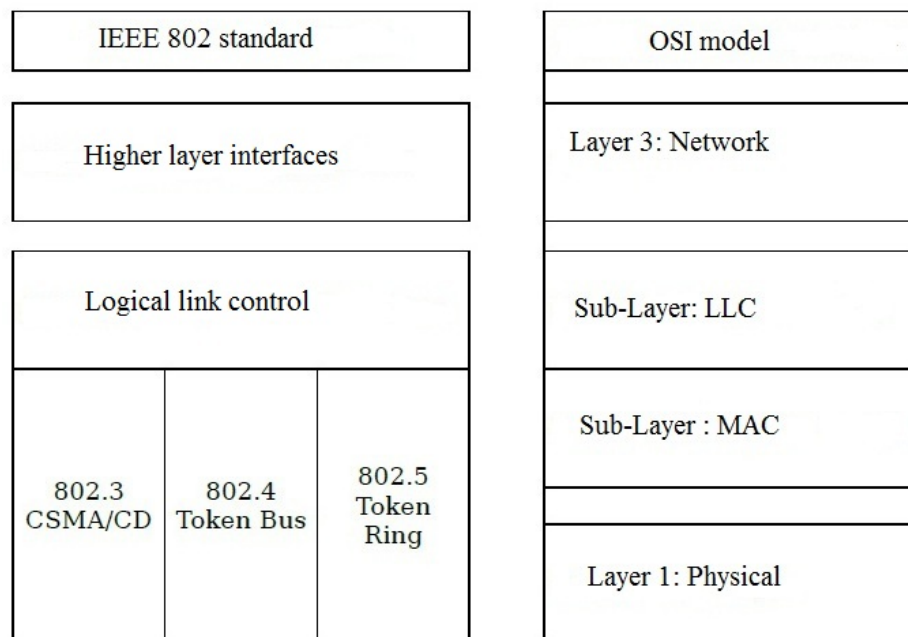 IEEE 802 standard
OSI model
Higher layer interfaces
Layer 3: Network
Logical link control
Sub-Layer: LLC
Sub-Layer : MAC
802.3
CSMA/CD
802.4
Token Bus
802.5
Token
Ring
Layer 1: Physical